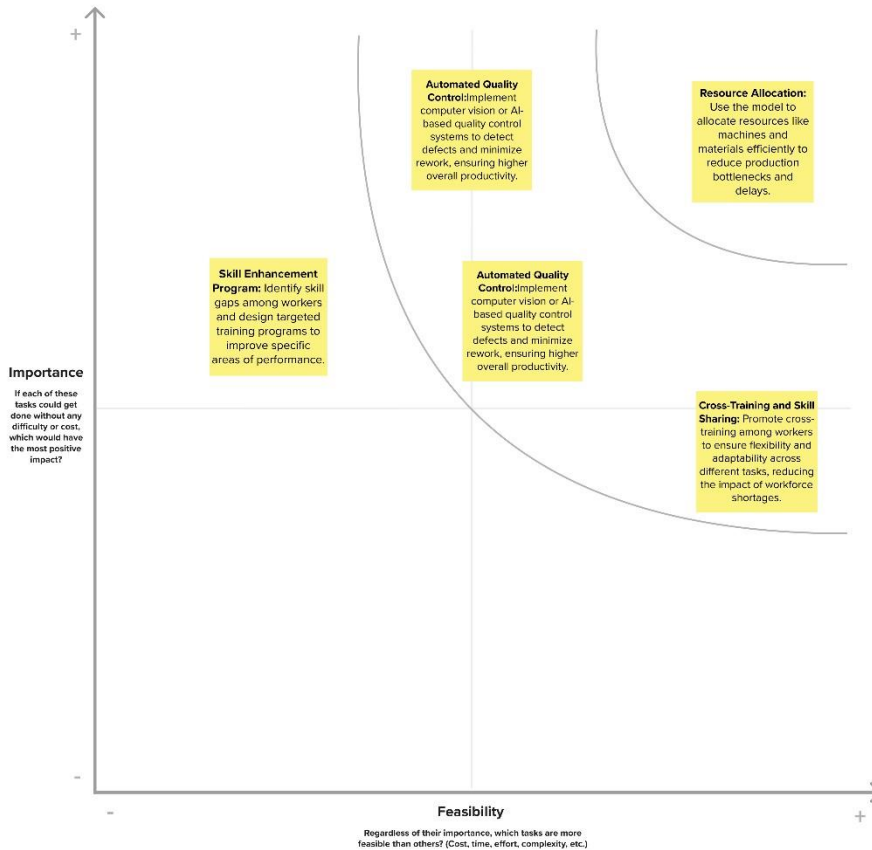 +
Automated Quality
Control:Implement
computer vision or AI-
based quality control
systems to detect
defects and minimize
rework, ensuring higher
overall productivity.
Resource Allocation:
Use the model to
allocate resources like
machines and
materials efficiently to
reduce production
bottlenecks and
delays.
Skill Enhancement
Program: Identify skill
gaps among workers
and design targeted
training programs to
improve specific
areas of performance.
Automated Quality
Control:Implement
computer vision or AI-
based quality control
systems to detect
defects and minimize
rework, ensuring higher
overall productivity.
Importance
If each of these
tasks could get
done without any
difficulty or cost,
which would have
the most positive
impact?
Cross-Training and Skill
Sharing: Promote cross-
training among workers
to ensure flexibility and
adaptability across
different tasks, reducing
the impact of workforce
shortages.
-
-
Feasibility
+
Regardless of their importance, which tasks are more
feasible than others? (Cost, time, effort, complexity, etc.)